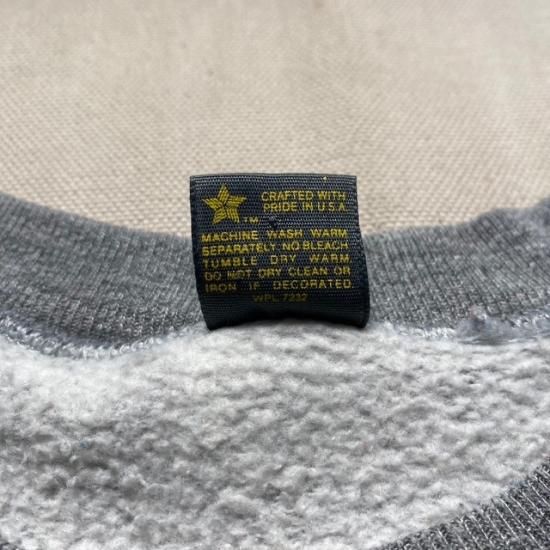 CRAFTED WITH
PRIDE IN U.S.A.
TM
MACHINE WASH WARM
SEPARATELY. NO BLEACH
TUMBLE DRY WARM
DO NOT DRY CLEAN OR
IRON IF DECORATED.
WPL 7232